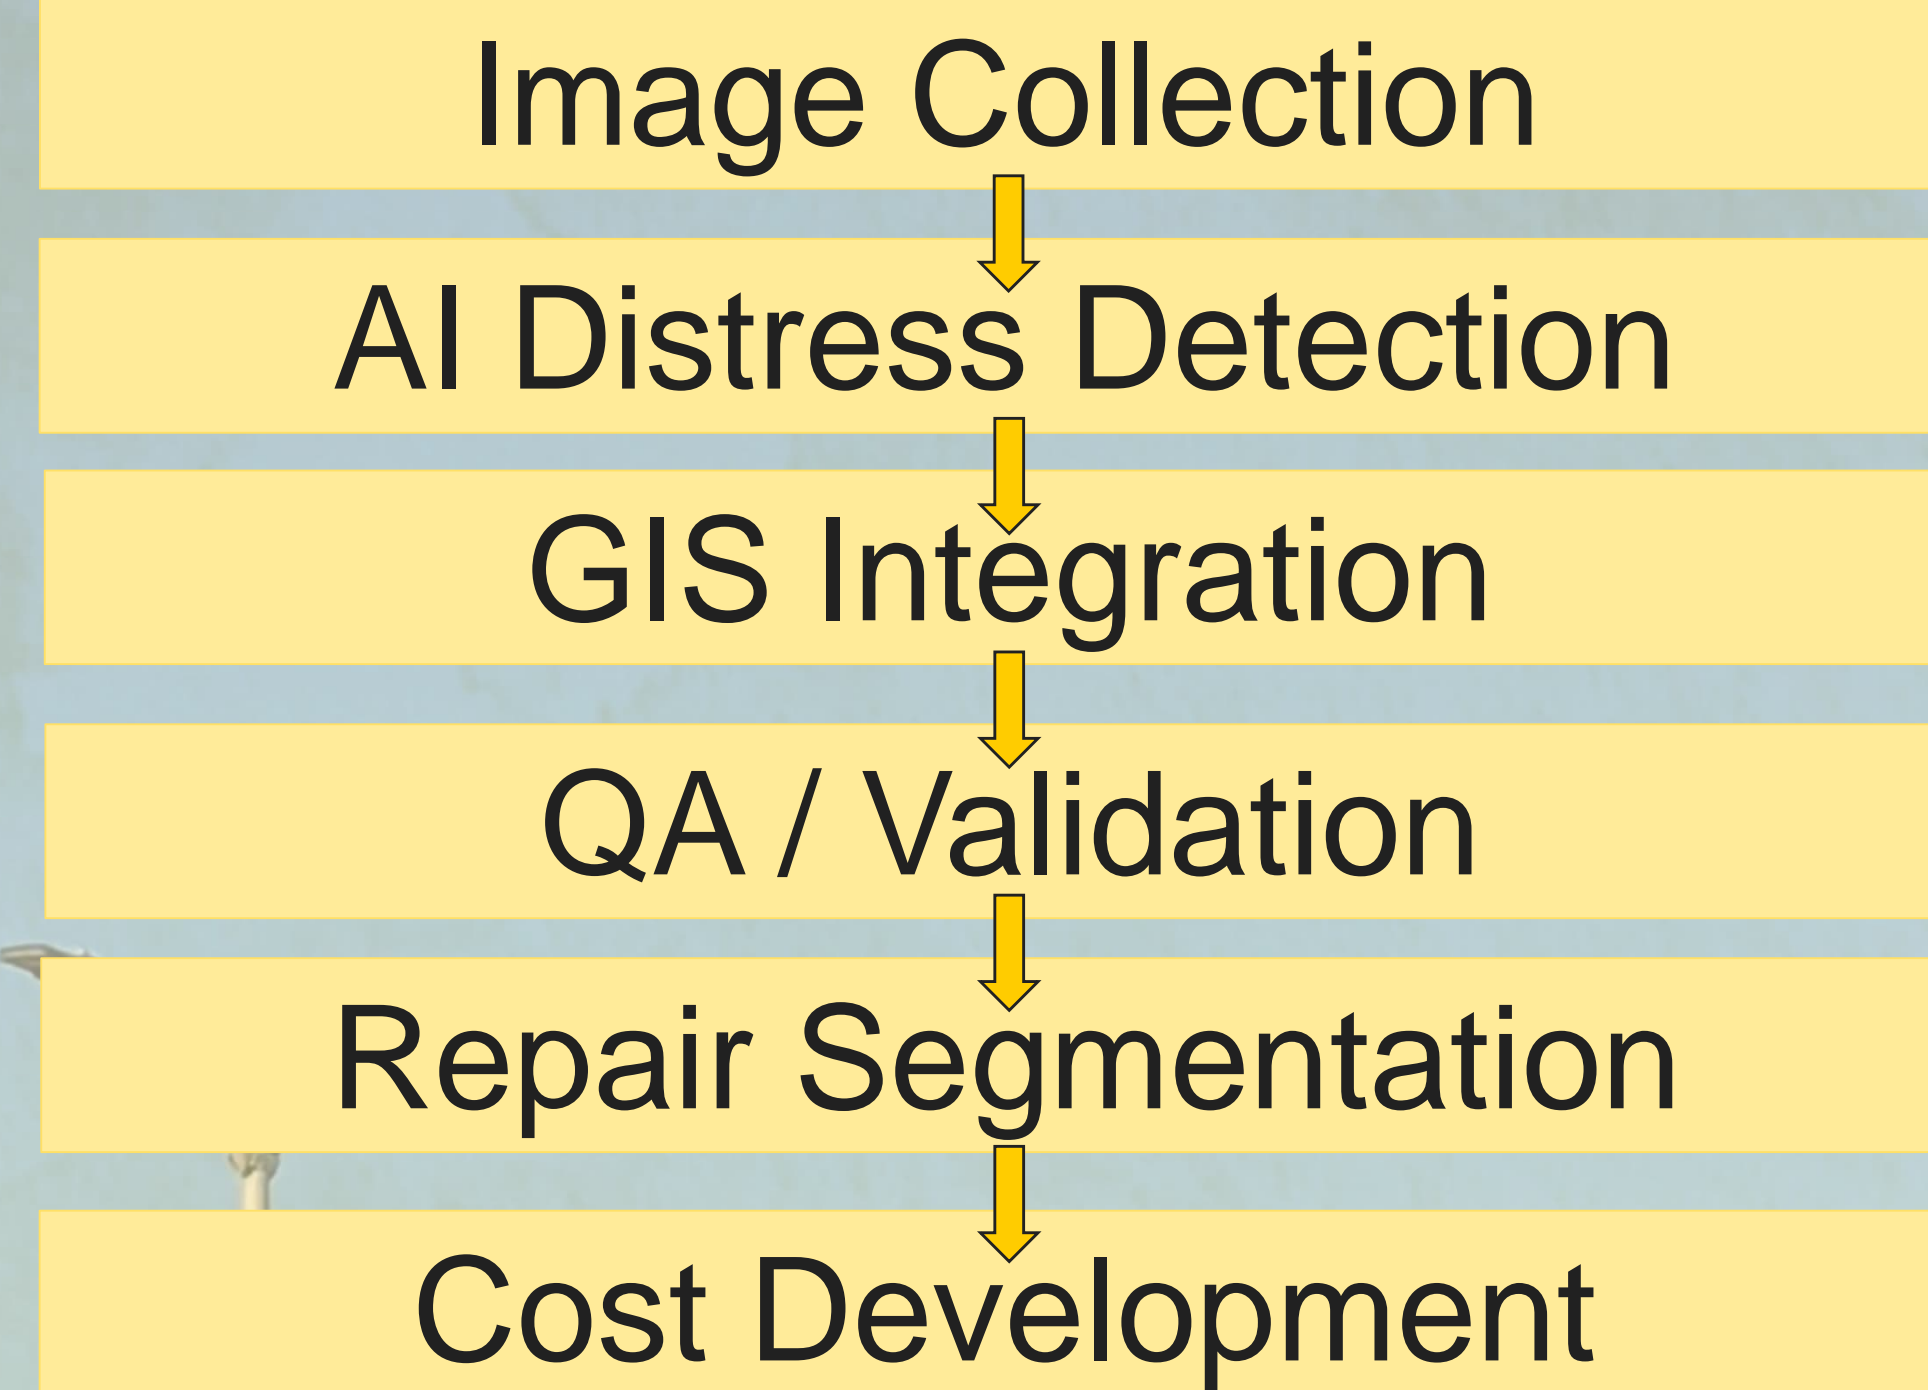 Image Collection
AI Distress Detection
GIS Integration
QA / Validation
Repair Segmentation
Cost Development